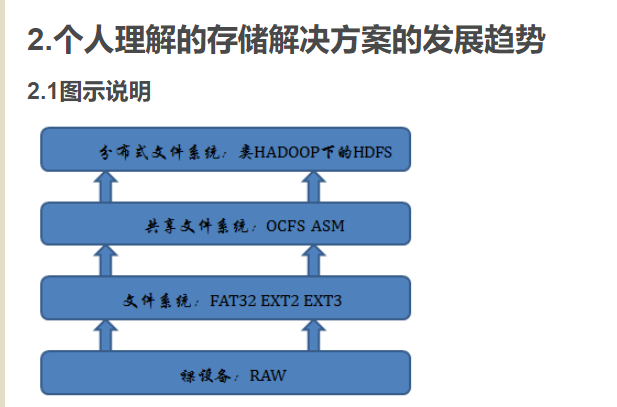 2.个人理解的存储解决方案的发展趋势
2.1图示说明
分布式文件系统：类HADOOP下的HDFS
共享文件系统：OCFS ASM
文件系统：FAT32 EXT2 EXT3
裸设备：RAW